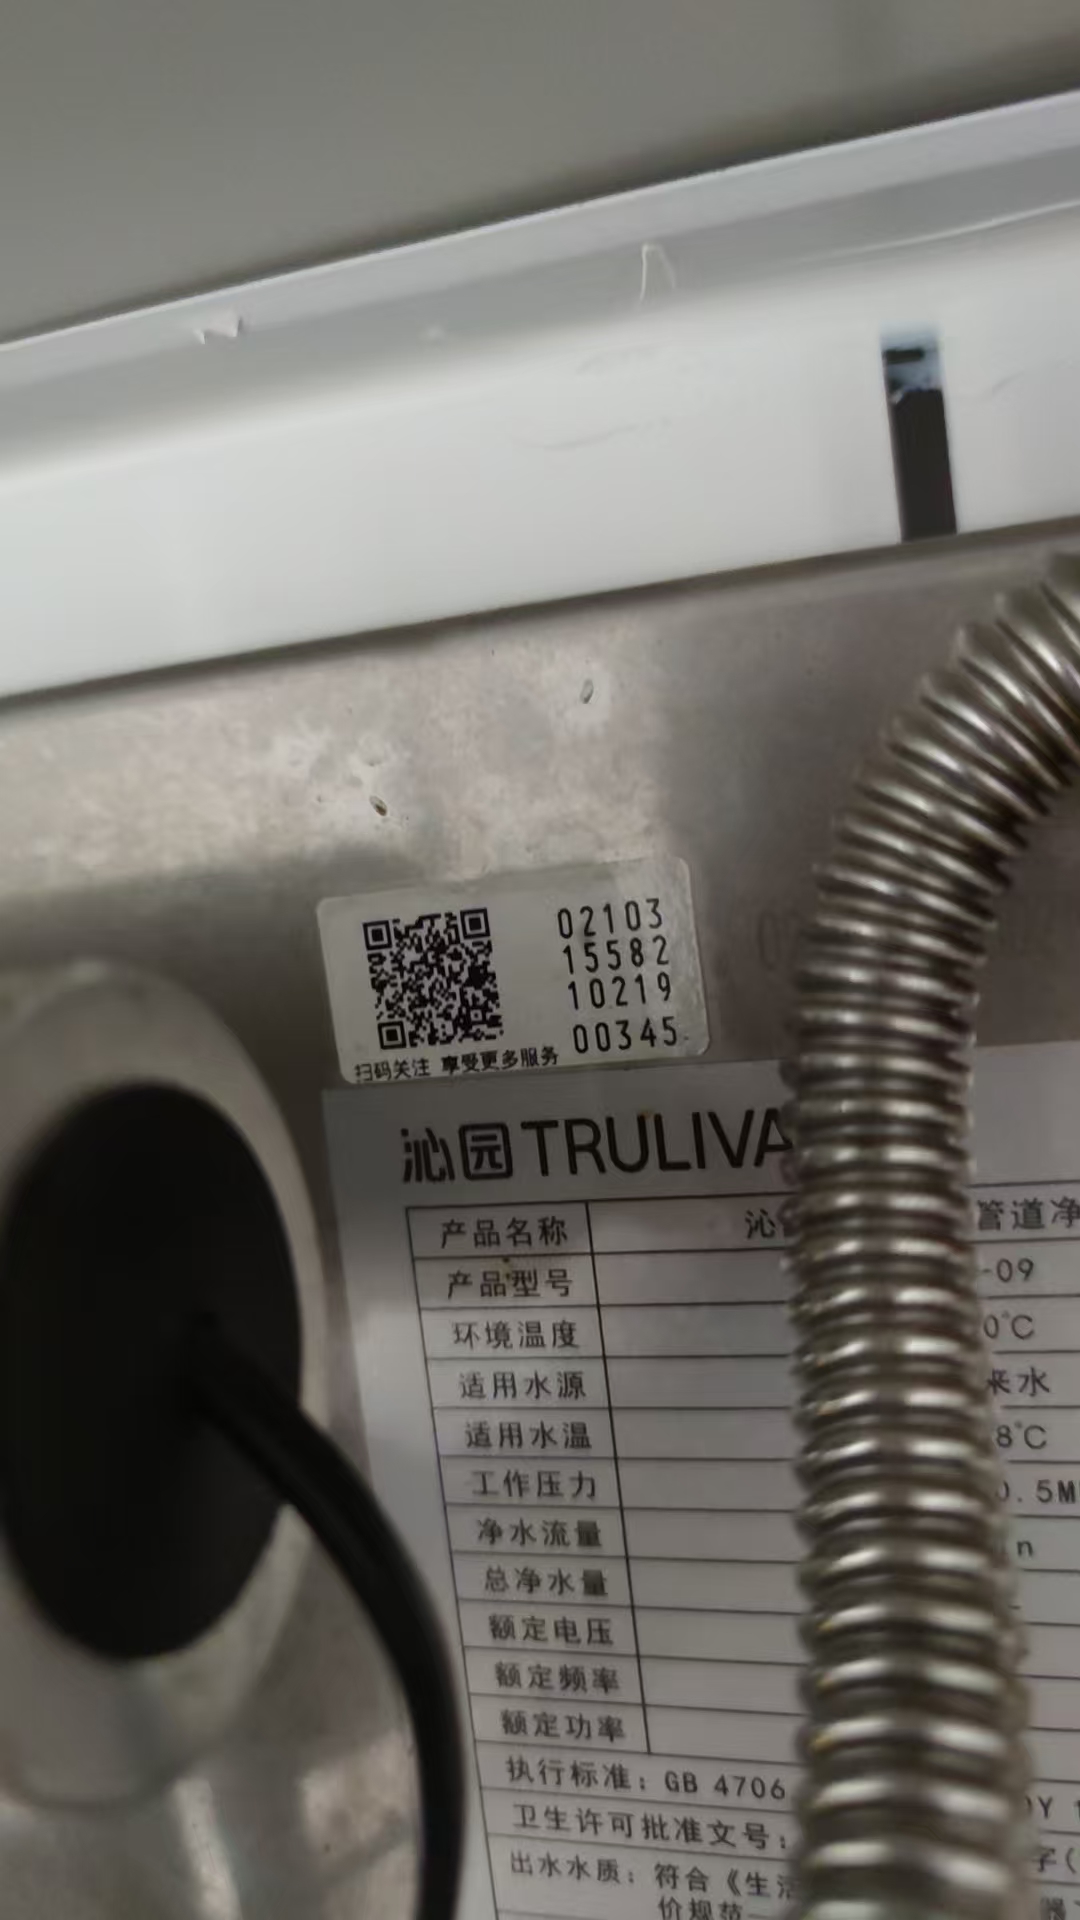 02103
15582
10219
00345
扫码关注 享受更多服务
沁园TRULIVA
产品名称 沁 管道净
产品型号 -09
环境温度 0℃
适用水源 来水
适用水温 8℃
工作压力 0.5M
净水流量 in
总净水量
额定电压
额定频率
额定功率
执行标准：GB 4706
卫生许可批准文号：
出水水质：符合《生活
价规范—